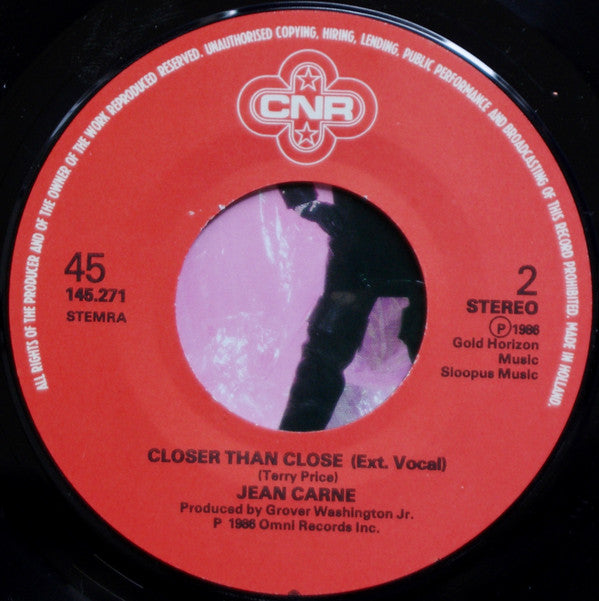 ALL RIGHTS OF THE PRODUCER AND OF THE OWNER OF THE WORK REPRODUCED RESERVED. UNAUTHORISED COPYING, HIRING, LENDING, PUBLIC PERFORMANCE AND BROADCASTING OF THIS RECORD PROHIBITED. MADE IN HOLLAND.
CNR
45
145.271
STEMRA
2
STEREO
Ⓟ1986
Gold Horizon
Music
Sloopus Music
CLOSER THAN CLOSE (Ext. Vocal)
(Terry Price)
JEAN CARNE
Produced by Grover Washington Jr.
P 1986 Omni Records Inc.